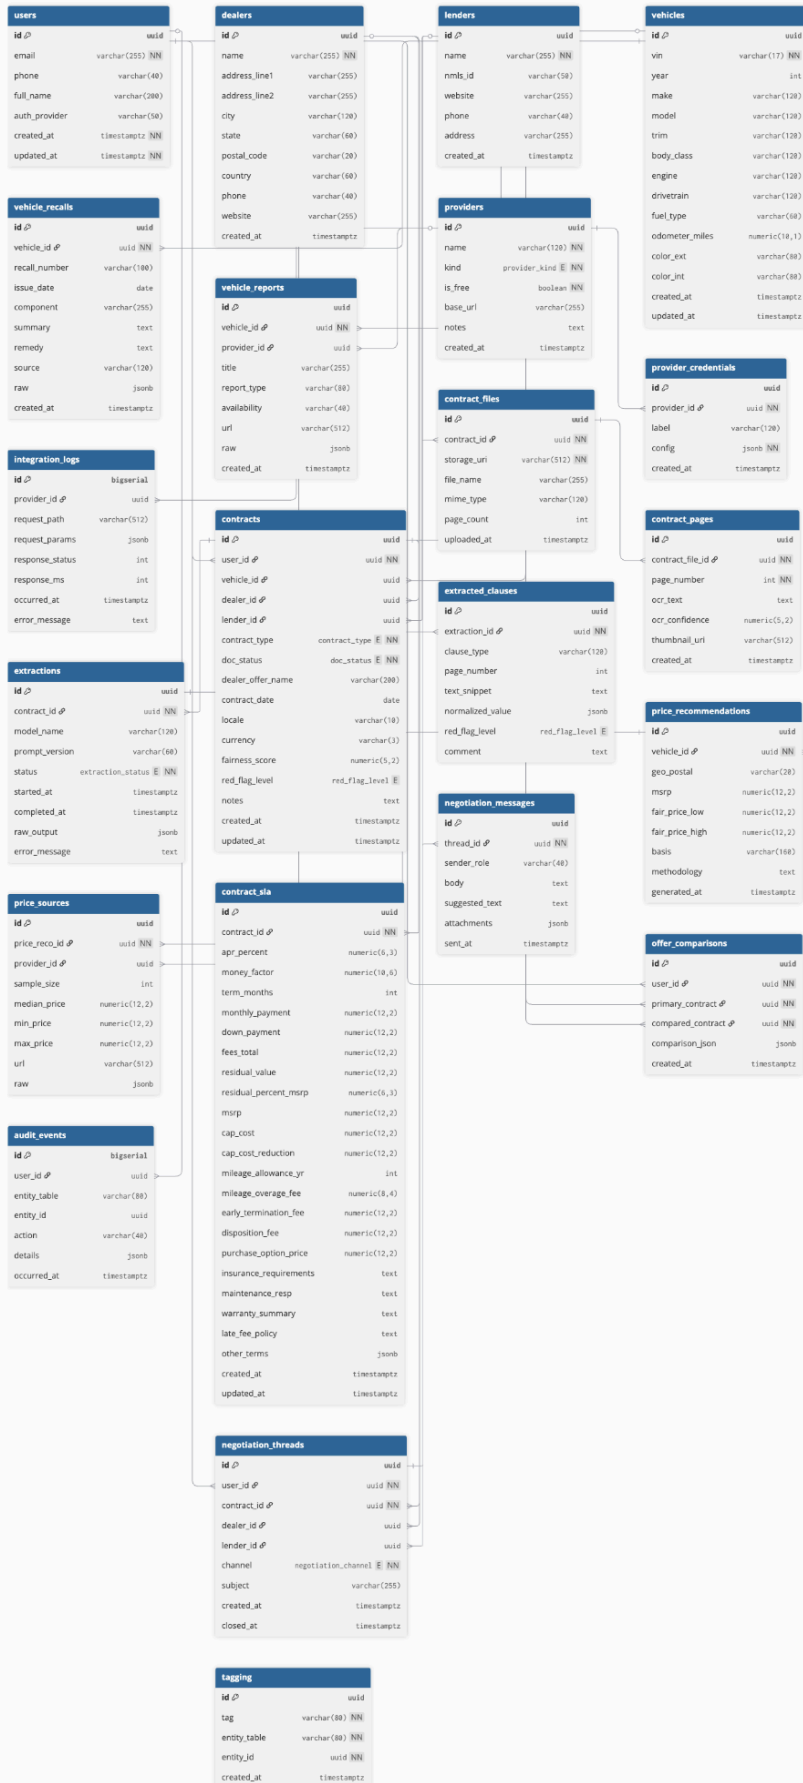 users
id uuid
email varchar(255) NN
phone varchar(40)
full_name varchar(200)
auth_provider varchar(50)
created_at timestamptz NN
updated_at timestamptz NN
vehicle_recalls
id uuid
vehicle_id uuid NN
recall_number varchar(100)
issue_date date
component varchar(255)
summary text
remedy text
source varchar(120)
raw jsonb
created_at timestamptz
integration_logs
id bigserial
provider_id uuid
request_path varchar(512)
request_params jsonb
response_status int
response_ms int
occurred_at timestamptz
error_message text
extractions
id uuid
contract_id uuid NN
model_name varchar(120)
prompt_version varchar(60)
status extraction_status E NN
started_at timestamptz
completed_at timestamptz
raw_output jsonb
error_message text
price_sources
id uuid
price_reco_id uuid NN
provider_id uuid
sample_size int
median_price numeric(12,2)
min_price numeric(12,2)
max_price numeric(12,2)
url varchar(512)
raw jsonb
audit_events
id bigserial
user_id uuid
entity_table varchar(80)
entity_id uuid
action varchar(40)
details jsonb
occurred_at timestamptz
dealers
id uuid
name varchar(255) NN
address_line1 varchar(255)
address_line2 varchar(255)
city varchar(120)
state varchar(60)
postal_code varchar(20)
country varchar(60)
phone varchar(40)
website varchar(255)
created_at timestamptz
vehicle_reports
id uuid
vehicle_id uuid NN
provider_id uuid
title varchar(255)
report_type varchar(80)
availability varchar(40)
url varchar(512)
raw jsonb
created_at timestamptz
contracts
id uuid
user_id uuid NN
vehicle_id uuid
dealer_id uuid
lender_id uuid
contract_type contract_type E NN
doc_status doc_status E NN
dealer_offer_name varchar(200)
contract_date date
locale varchar(10)
currency varchar(3)
fairness_score numeric(5,2)
red_flag_level red_flag_level E
notes text
created_at timestamptz
updated_at timestamptz
contract_sla
id uuid
contract_id uuid NN
apr_percent numeric(6,3)
money_factor numeric(10,6)
term_months int
monthly_payment numeric(12,2)
down_payment numeric(12,2)
fees_total numeric(12,2)
residual_value numeric(12,2)
residual_percent_msrp numeric(6,3)
msrp numeric(12,2)
cap_cost numeric(12,2)
cap_cost_reduction numeric(12,2)
mileage_allowance_yr int
mileage_overage_fee numeric(8,4)
early_termination_fee numeric(12,2)
disposition_fee numeric(12,2)
purchase_option_price numeric(12,2)
insurance_requirements text
maintenance_resp text
warranty_summary text
late_fee_policy text
other_terms jsonb
created_at timestamptz
updated_at timestamptz
negotiation_threads
id uuid
user_id uuid NN
contract_id uuid NN
dealer_id uuid
lender_id uuid
channel negotiation_channel E NN
subject varchar(255)
created_at timestamptz
closed_at timestamptz
tagging
id uuid
tag varchar(80) NN
entity_table varchar(80) NN
entity_id uuid NN
created_at timestamptz
lenders
id uuid
name varchar(255) NN
nmls_id varchar(50)
website varchar(255)
phone varchar(40)
address varchar(255)
created_at timestamptz
providers
id uuid
name varchar(120) NN
kind provider_kind E NN
is_free boolean NN
base_url varchar(255)
notes text
created_at timestamptz
contract_files
id uuid
contract_id uuid NN
storage_uri varchar(512) NN
file_name varchar(255)
mime_type varchar(120)
page_count int
uploaded_at timestamptz
extracted_clauses
id uuid
extraction_id uuid NN
clause_type varchar(120)
page_number int
text_snippet text
normalized_value jsonb
red_flag_level red_flag_level E
comment text
negotiation_messages
id uuid
thread_id uuid NN
sender_role varchar(40)
body text
suggested_text text
attachments jsonb
sent_at timestamptz
vehicles
id uuid
vin varchar(17) NN
year int
make varchar(120)
model varchar(120)
trim varchar(120)
body_class varchar(120)
engine varchar(120)
drivetrain varchar(120)
fuel_type varchar(60)
odometer_miles numeric(10,1)
color_ext varchar(80)
color_int varchar(80)
created_at timestamptz
updated_at timestamptz
provider_credentials
id uuid
provider_id uuid NN
label varchar(120)
config jsonb NN
created_at timestamptz
contract_pages
id uuid
contract_file_id uuid NN
page_number int NN
ocr_text text
ocr_confidence numeric(5,2)
thumbnail_uri varchar(512)
created_at timestamptz
price_recommendations
id uuid
vehicle_id uuid NN
geo_postal varchar(20)
msrp numeric(12,2)
fair_price_low numeric(12,2)
fair_price_high numeric(12,2)
basis varchar(160)
methodology text
generated_at timestamptz
offer_comparisons
id uuid
user_id uuid NN
primary_contract uuid NN
compared_contract uuid NN
comparison_json jsonb
created_at timestamptz